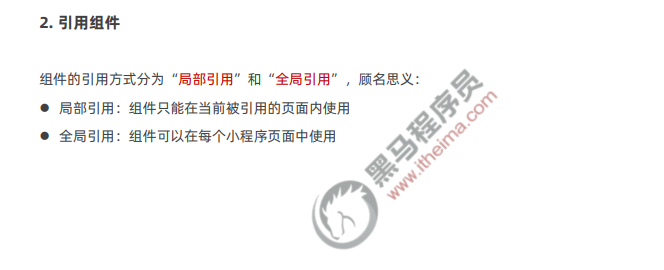 2. 引用组件
组件的引用方式分为“局部引用”和“全局引用”，顾名思义：
● 局部引用：组件只能在当前被引用的页面内使用
● 全局引用：组件可以在每个小程序页面中使用
黑马程序员
www.itheima.com